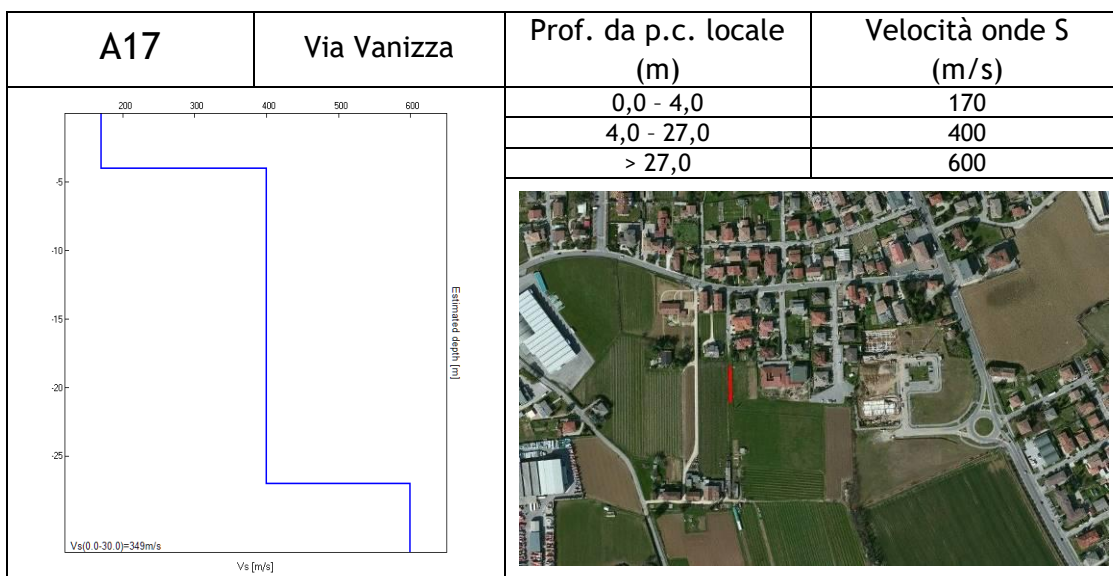 A17
Via Vanizza
Prof. da p.c. locale
(m)
Velocità onde S
(m/s)
0,0 – 4,0
170
4,0 – 27,0
400
> 27,0
600
200 300 400 500 600
-5
-10
-15
-20
-25
Estimated depth [m]
Vs(0.0-30.0)=349m/s
Vs [m/s]